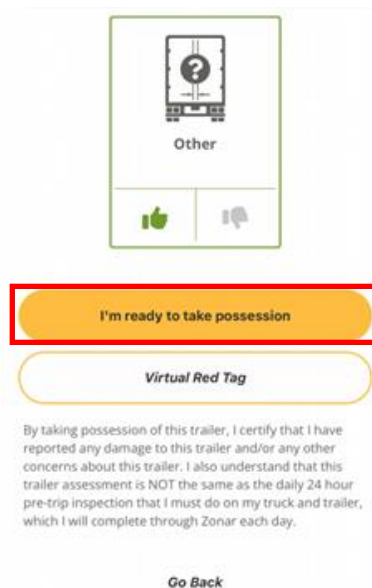 Other
I'm ready to take possession
Virtual Red Tag
By taking possession of this trailer, I certify that I have
reported any damage to this trailer and/or any other
concerns about this trailer. I also understand that this
trailer assessment is NOT the same as the daily 24 hour
pre-trip inspection that I must do on my truck and trailer,
which I will complete through Zonar each day.
Go Back